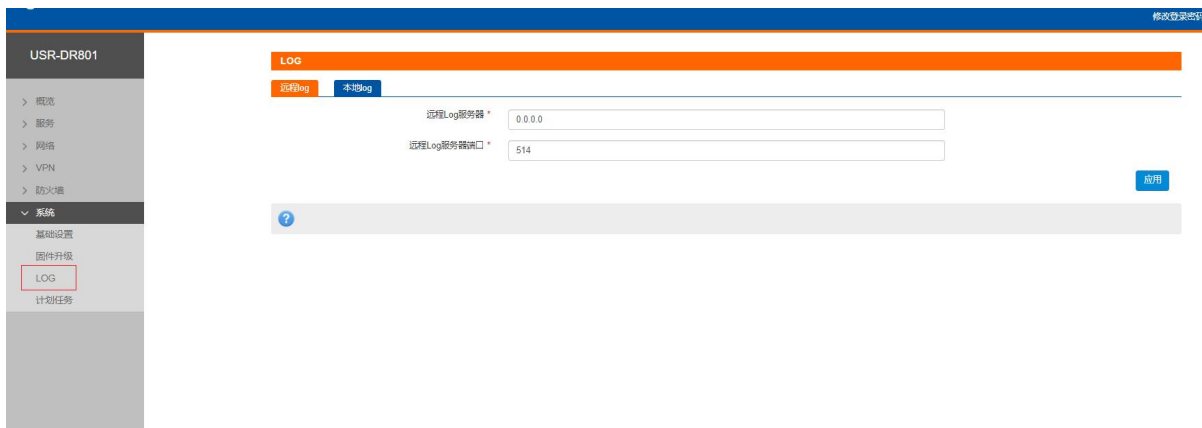 修改登录密码
USR-DR801
概览
服务
网络
VPN
防火墙
系统
基础设置
固件升级
LOG
计划任务
LOG
远程log 本地log
远程Log服务器 * 0.0.0.0
远程Log服务器端口 * 514
应用